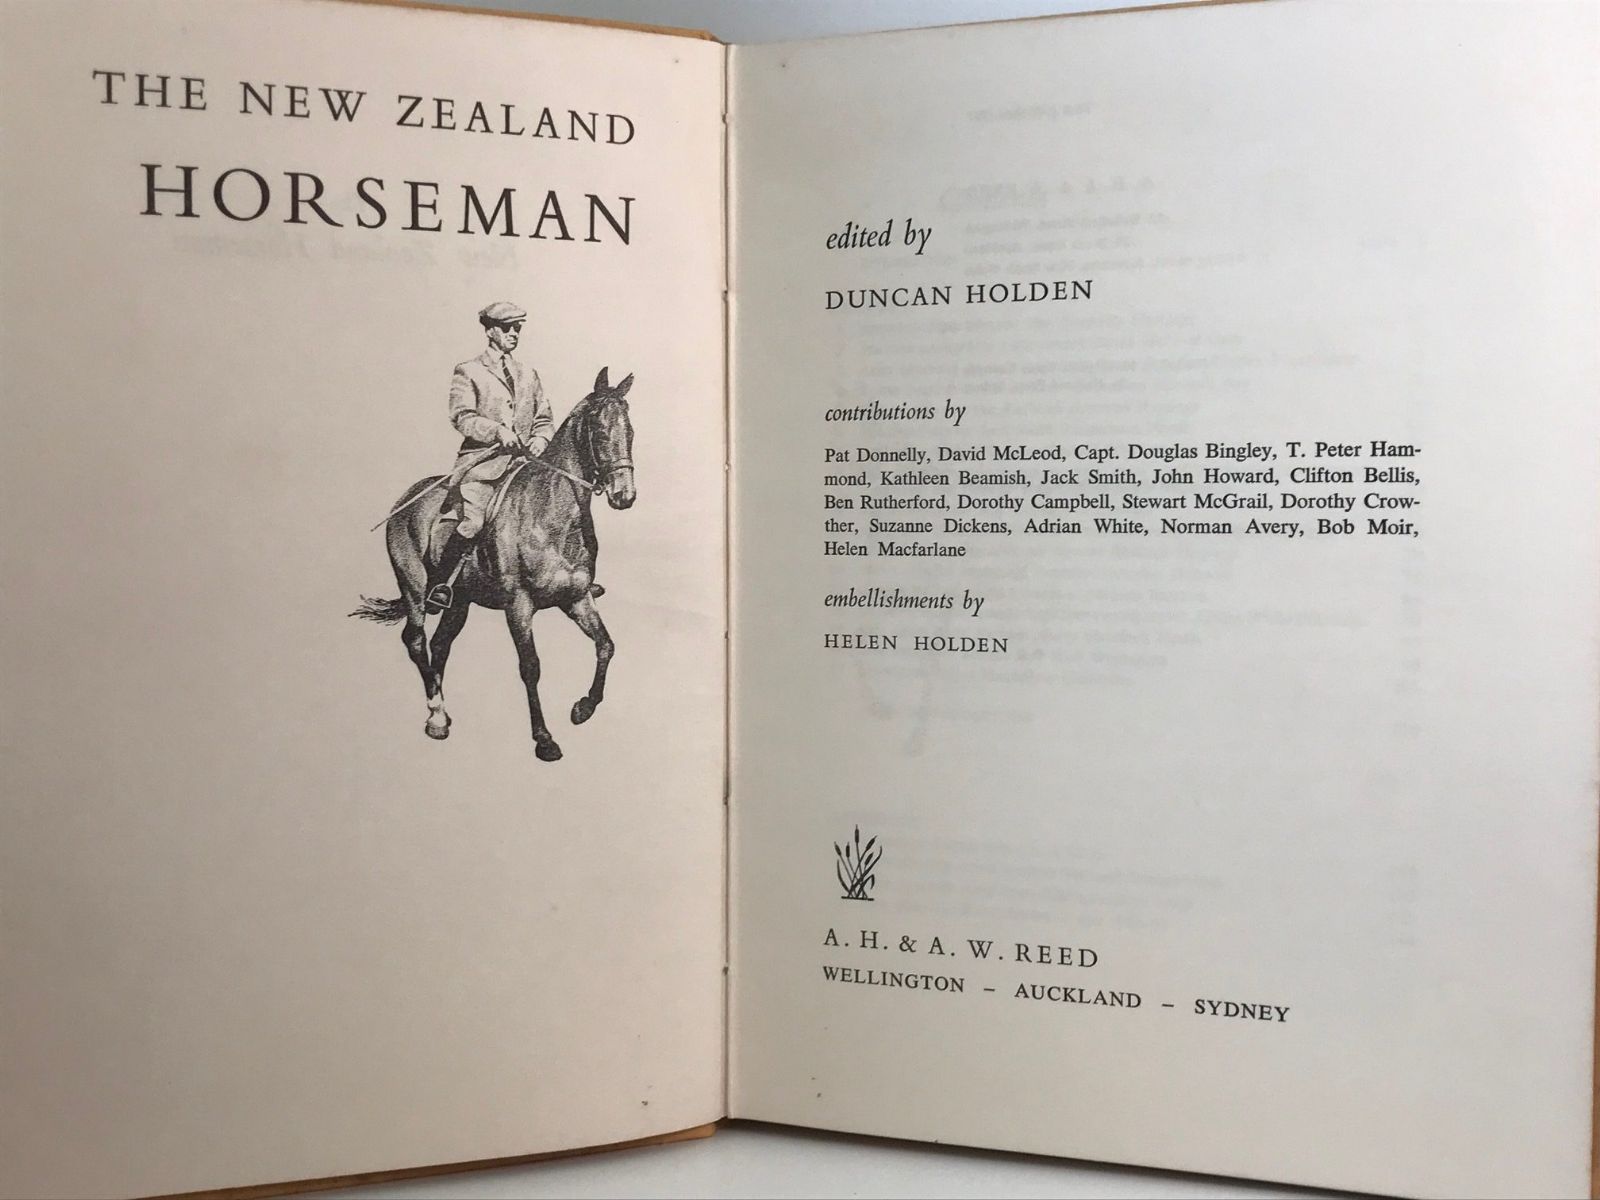 THE NEW ZEALAND
HORSEMAN
edited by
DUNCAN HOLDEN
contributions by
Pat Donnelly, David McLeod, Capt. Douglas Bingley, T. Peter Ham-
mond, Kathleen Beamish, Jack Smith, John Howard, Clifton Bellis,
Ben Rutherford, Dorothy Campbell, Stewart McGrail, Dorothy Crow-
ther, Suzanne Dickens, Adrian White, Norman Avery, Bob Moir,
Helen Macfarlane
embellishments by
HELEN HOLDEN
A. H. & A. W. REED
WELLINGTON – AUCKLAND – SYDNEY